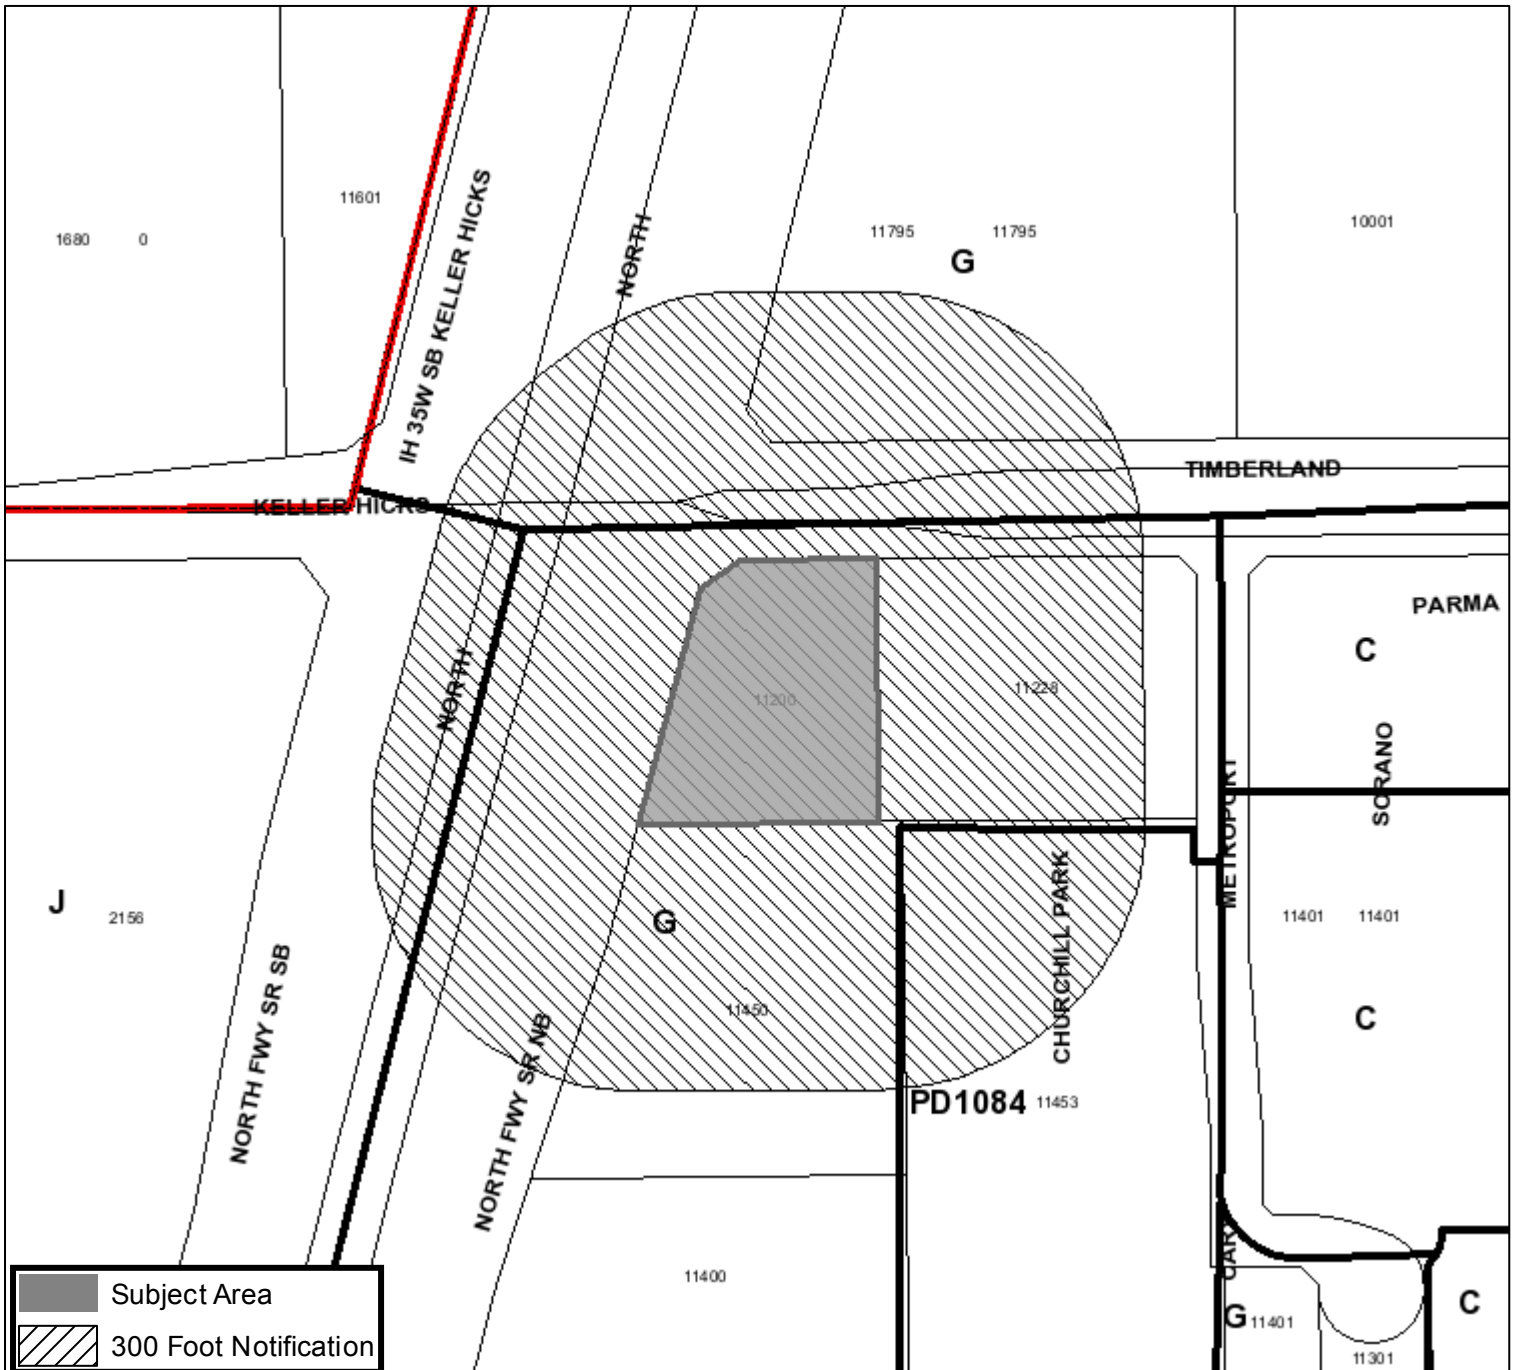 11601
1680
0
IH 35W SB KELLER HICKS
NORTH
11795
11795
10001
G
TIMBERLAND
KELLER HICKS
PARMA
C
11200
11228
NORTH
SORANO
METROPORT
J
2156
G
11401
11401
CHURCHILL PARK
NORTH FWY SR SB
11450
C
NORTH FWY SR NB
PD1084
11453
11400
G
11401
C
11301
Subject Area
300 Foot Notification